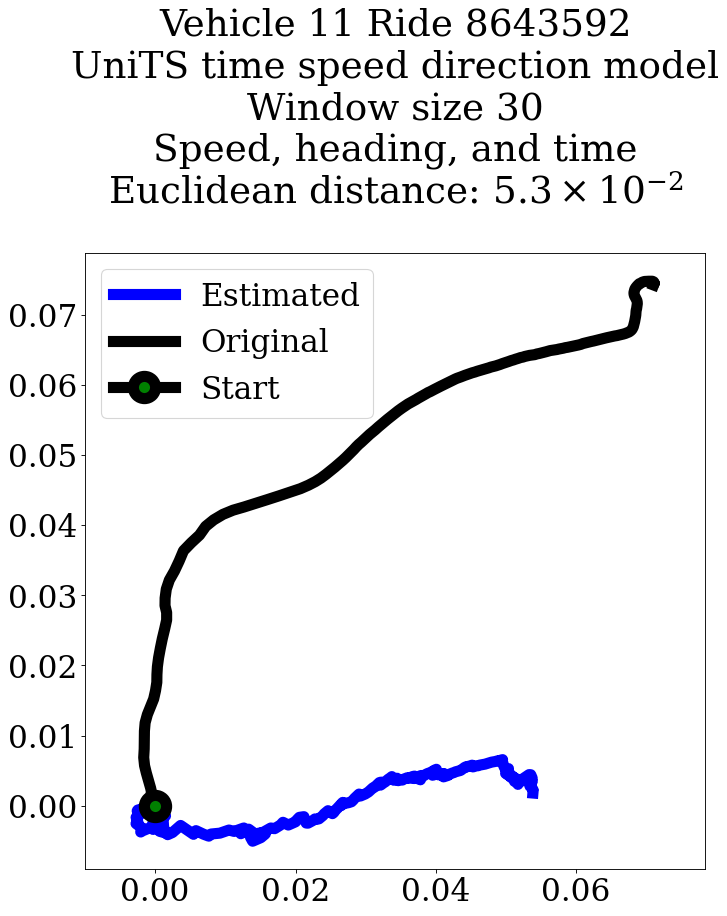 Vehicle 11 Ride 8643592
UniTS time speed direction model
Window size 30
Speed, heading, and time
Euclidean distance: 5.3 × 10⁻²
Estimated
Original
Start
0.07
0.06
0.05
0.04
0.03
0.02
0.01
0.00
0.00 0.02 0.04 0.06